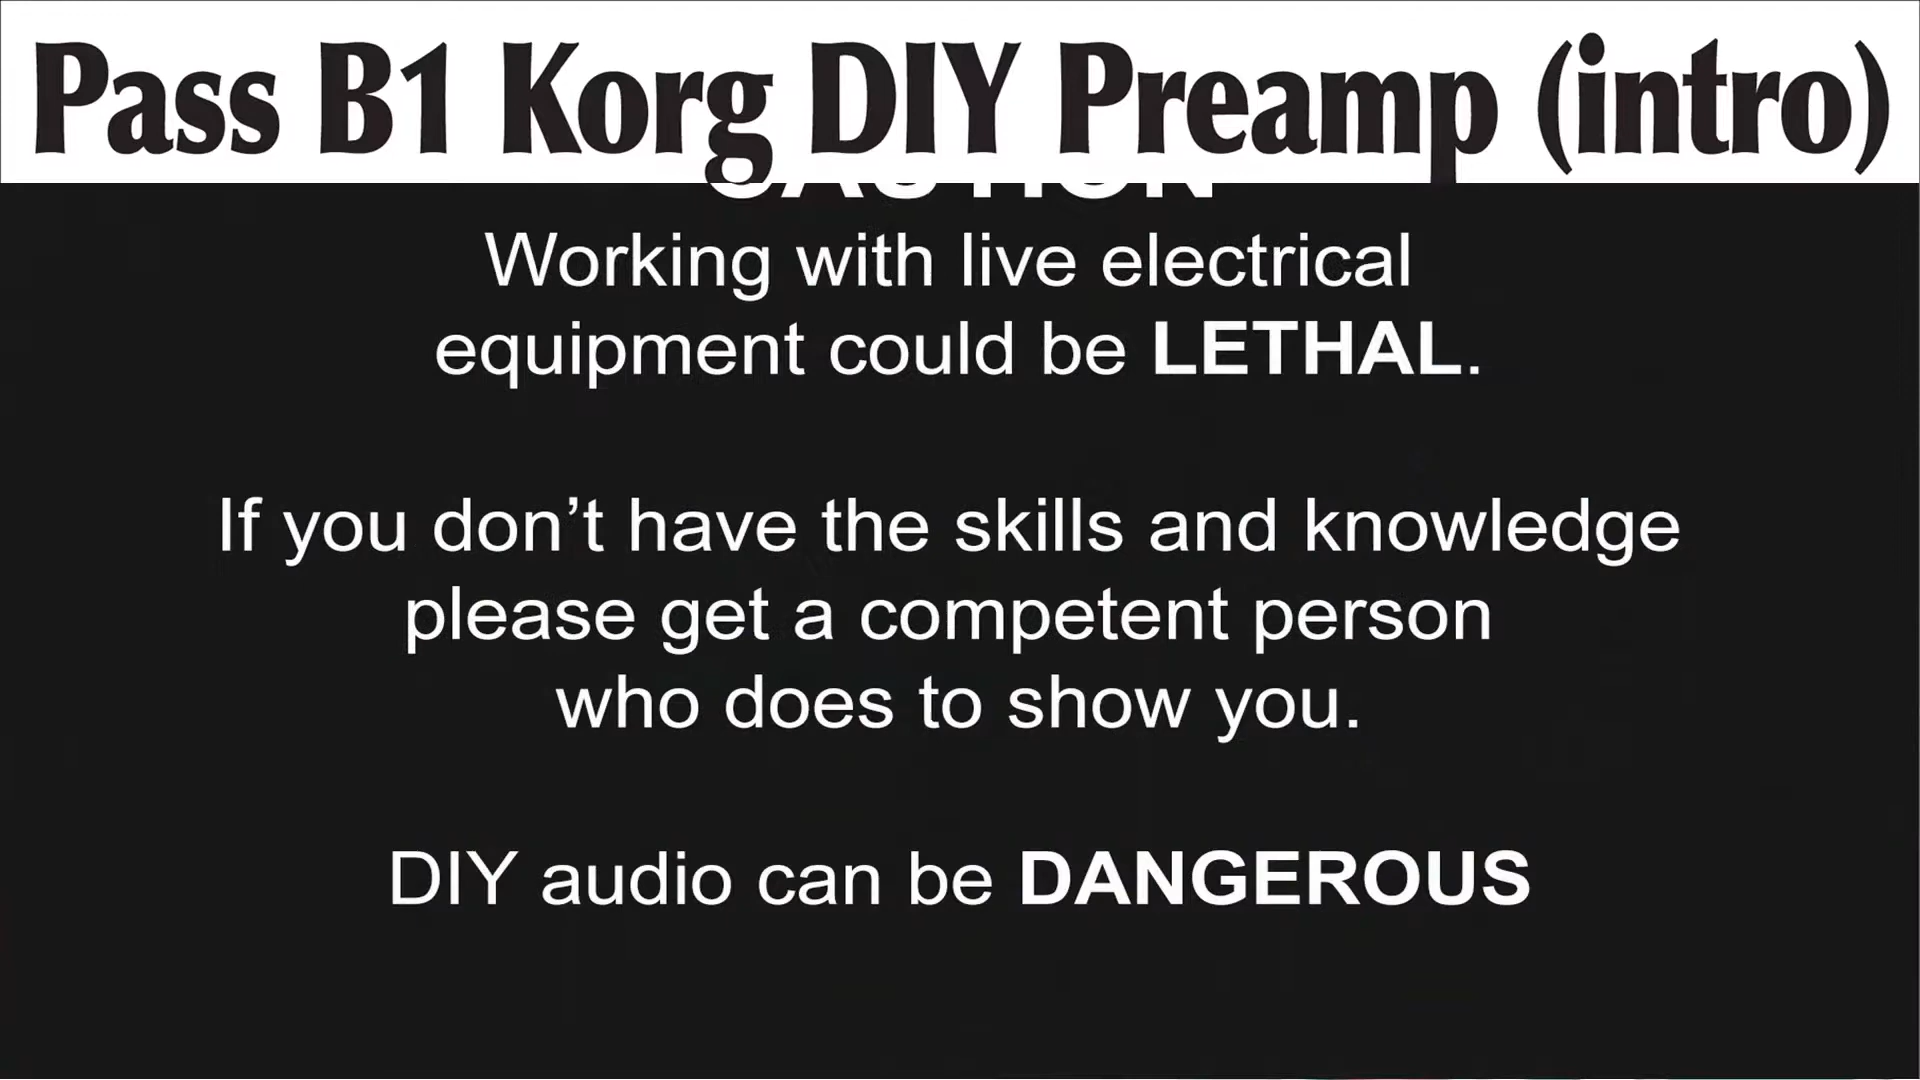 Pass B1 Korg DIY Preamp (intro)
CAUTION
Working with live electrical
equipment could be LETHAL.
If you don’t have the skills and knowledge
please get a competent person
who does to show you.
DIY audio can be DANGEROUS